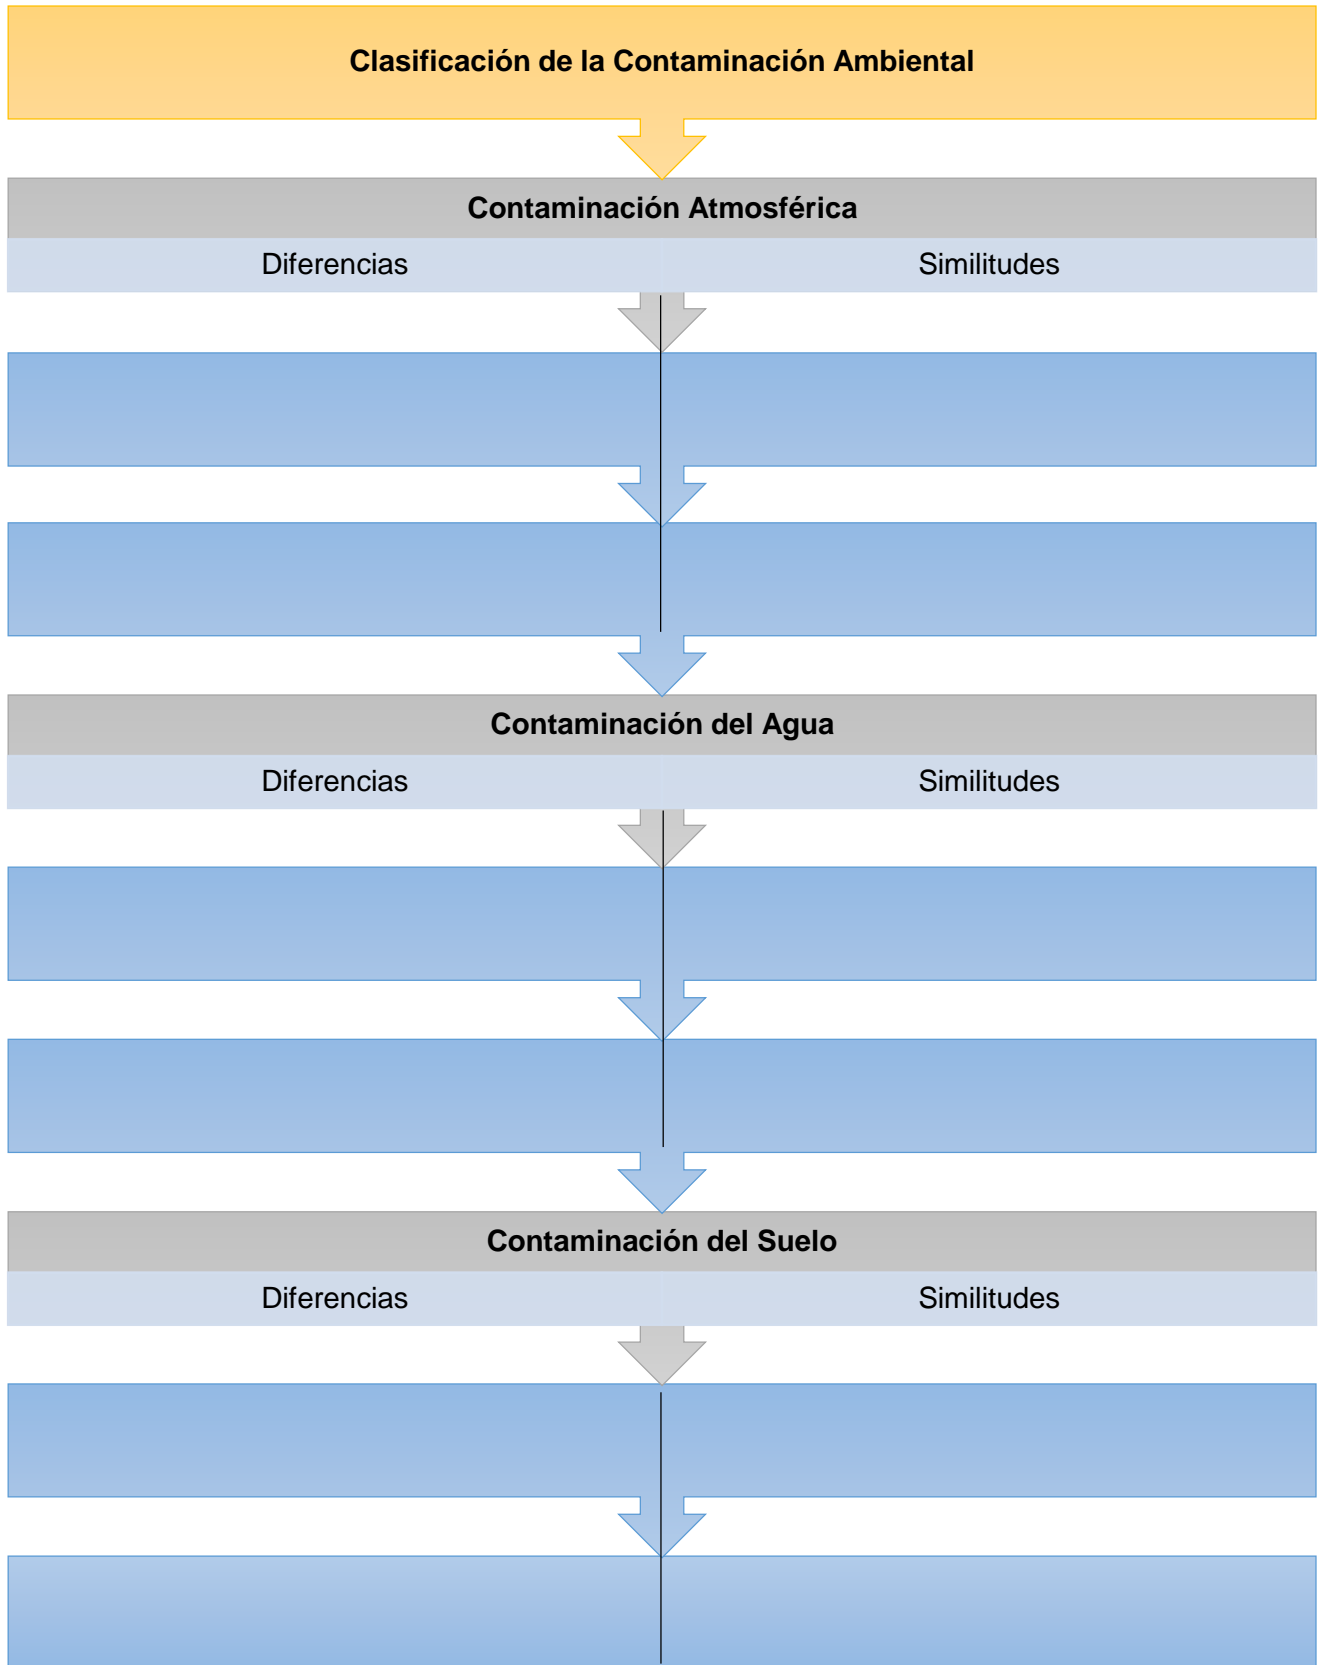 Clasificación de la Contaminación Ambiental
Contaminación Atmosférica
Diferencias
Similitudes
Contaminación del Agua
Diferencias
Similitudes
Contaminación del Suelo
Diferencias
Similitudes